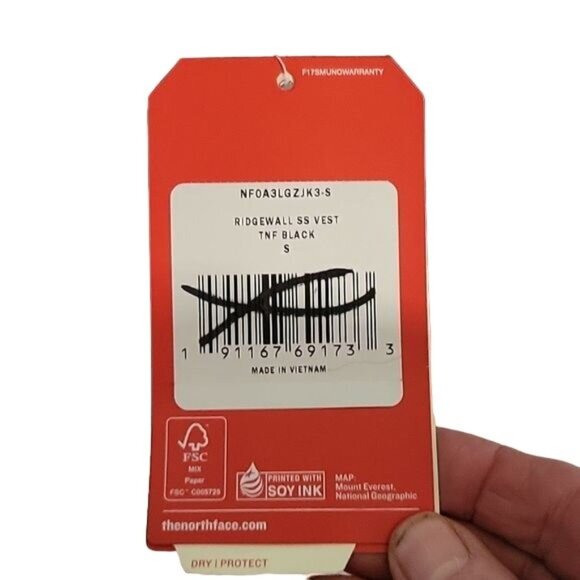 F17SMUNOWARRANTY
NF0A3LGZJK3-S
RIDGEWALL SS VEST
TNF BLACK
S
1 91167 69173 3
MADE IN VIETNAM
FSC
MIX
Paper
FSC™ C005729
PRINTED WITH
SOY INK
MAP:
Mount Everest,
National Geographic
thenorthface.com
DRY | PROTECT